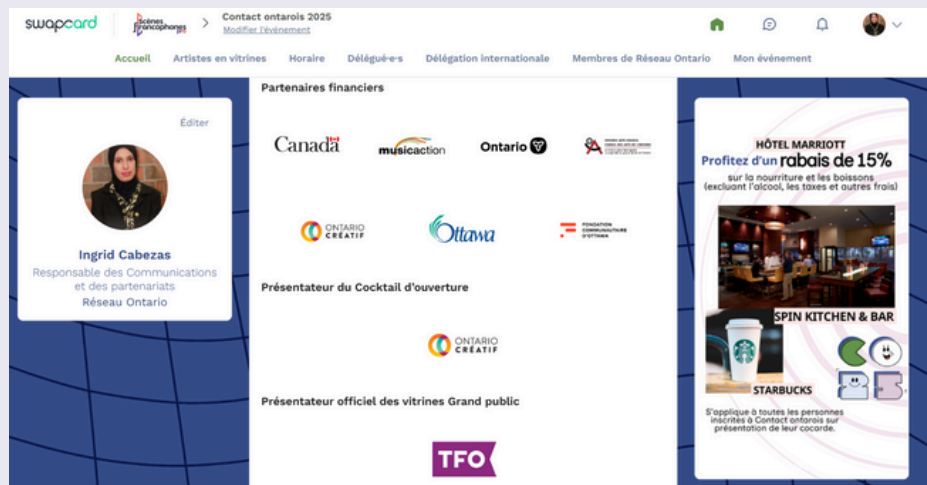 swapcard
scènes
francophones
Contact ontarois 2025
Modifier l'événement
Accueil
Artistes en vitrines
Horaire
Délégué·e·s
Délégation internationale
Membres de Réseau Ontario
Mon événement
Éditer
Ingrid Cabezas
Responsable des Communications
et des partenariats
Réseau Ontario
Partenaires financiers
Canada
musicaction
Ontario
ONTARIO
CRÉATIF
Ottawa
FONDATION
COMMUNAUTAIRE
D'OTTAWA
Présentateur du Cocktail d'ouverture
ONTARIO
CRÉATIF
Présentateur officiel des vitrines Grand public
TFO
HÔTEL MARRIOTT
Profitez d'un rabais de 15%
sur la nourriture et les boissons
(excluant l'alcool, les taxes et autres frais)
SPIN KITCHEN & BAR
STARBUCKS
S'applique à toutes les personnes
inscrites à Contact ontarois sur
présentation de leur cocarde.